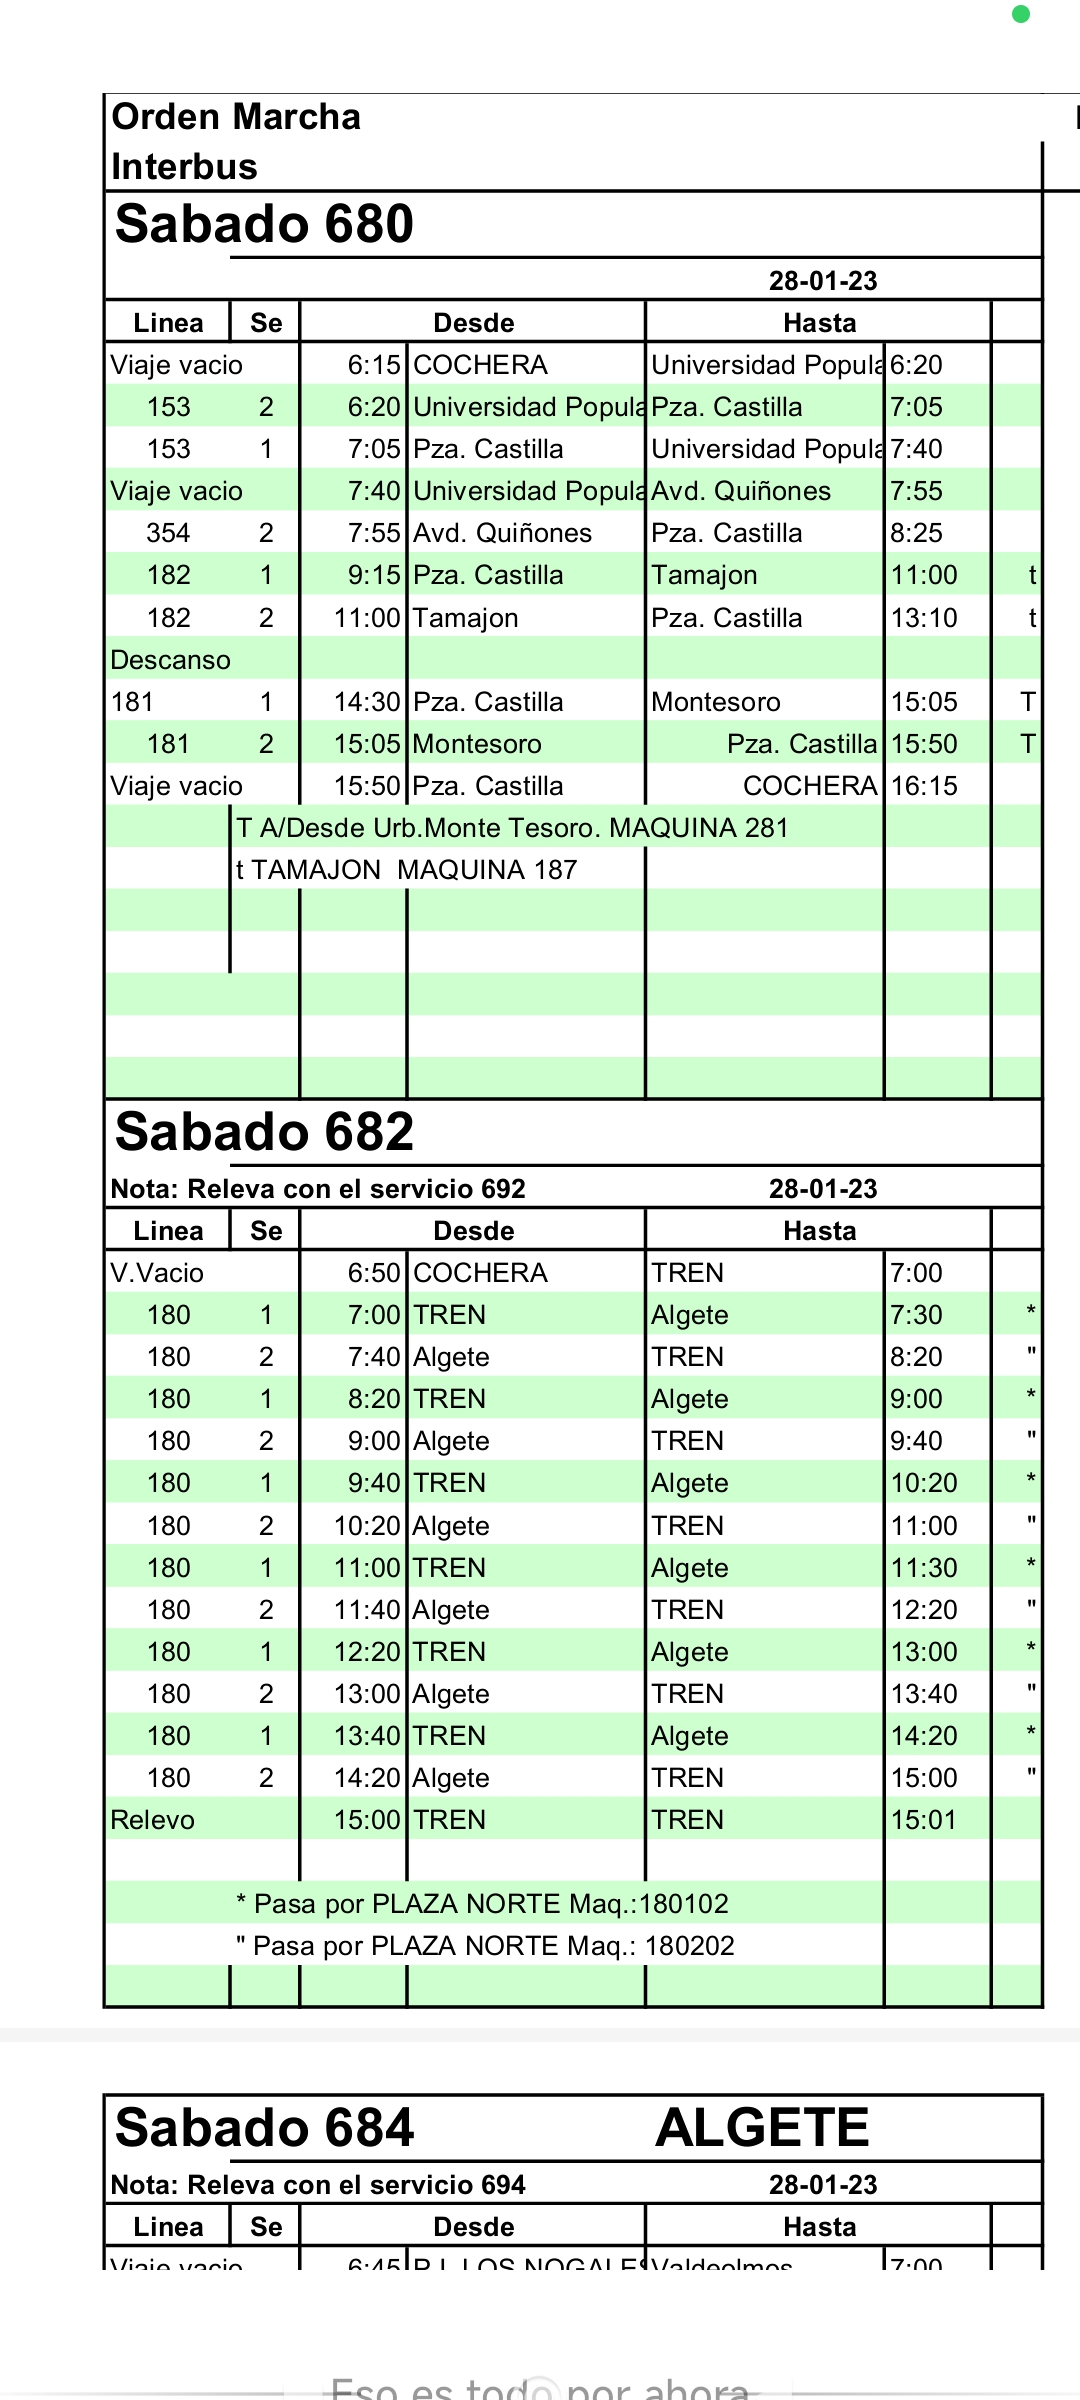 Orden Marcha
Interbus
Sabado 680
28-01-23
Linea Se Desde Hasta
Viaje vacio 6:15 COCHERA Universidad Popula 6:20
153 2 6:20 Universidad Popula Pza. Castilla 7:05
153 1 7:05 Pza. Castilla Universidad Popula 7:40
Viaje vacio 7:40 Universidad Popula Avd. Quiñones 7:55
354 2 7:55 Avd. Quiñones Pza. Castilla 8:25
182 1 9:15 Pza. Castilla Tamajon 11:00 t
182 2 11:00 Tamajon Pza. Castilla 13:10 t
Descanso
181 1 14:30 Pza. Castilla Montesoro 15:05 T
181 2 15:05 Montesoro Pza. Castilla 15:50 T
Viaje vacio 15:50 Pza. Castilla COCHERA 16:15
T A/Desde Urb.Monte Tesoro. MAQUINA 281
t TAMAJON MAQUINA 187
Sabado 682
Nota: Releva con el servicio 692 28-01-23
Linea Se Desde Hasta
V.Vacio 6:50 COCHERA TREN 7:00
180 1 7:00 TREN Algete 7:30 *
180 2 7:40 Algete TREN 8:20 "
180 1 8:20 TREN Algete 9:00 *
180 2 9:00 Algete TREN 9:40 "
180 1 9:40 TREN Algete 10:20 *
180 2 10:20 Algete TREN 11:00 "
180 1 11:00 TREN Algete 11:30 *
180 2 11:40 Algete TREN 12:20 "
180 1 12:20 TREN Algete 13:00 *
180 2 13:00 Algete TREN 13:40 "
180 1 13:40 TREN Algete 14:20 *
180 2 14:20 Algete TREN 15:00 "
Relevo 15:00 TREN TREN 15:01
* Pasa por PLAZA NORTE Maq.:180102
" Pasa por PLAZA NORTE Maq.: 180202
Sabado 684 ALGETE
Nota: Releva con el servicio 694 28-01-23
Linea Se Desde Hasta
Viaje vacio 6:45 P.I. LOS NOGALES Valdeolmos 7:00
Eso es todo por ahora